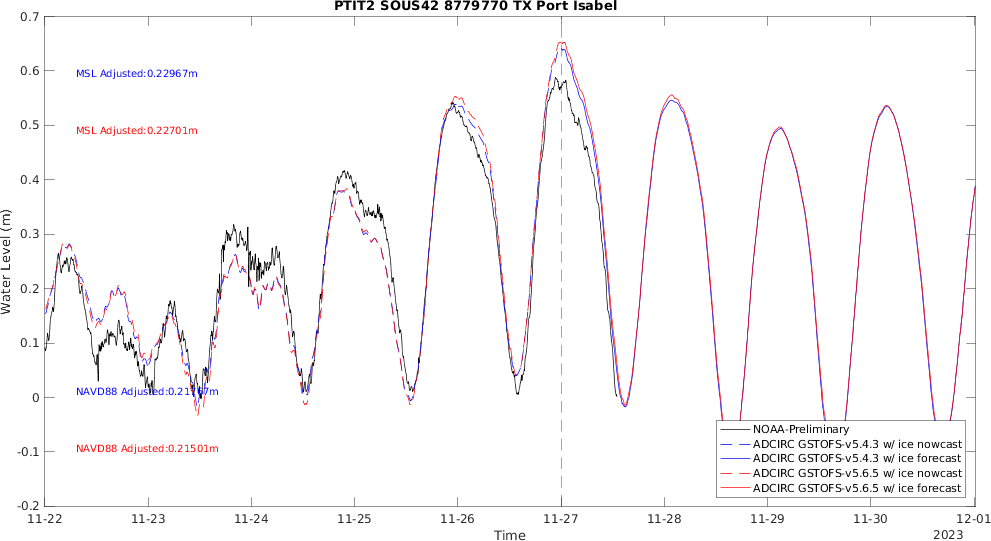 PTIT2 SOUS42 8779770 TX Port Isabel
Water Level (m)
0.7
0.6
0.5
0.4
0.3
0.2
0.1
0
-0.1
-0.2
MSL Adjusted:0.22967m
MSL Adjusted:0.22701m
NAVD88
NAVD88 Adjusted:0.21501m
NOAA-Preliminary
ADCIRC GSTOFS-v5.4.3 w/ ice nowcast
ADCIRC GSTOFS-v5.4.3 w/ ice forecast
ADCIRC GSTOFS-v5.6.5 w/ ice nowcast
ADCIRC GSTOFS-v5.6.5 w/ ice forecast
11-22 11-23 11-24 11-25 11-26 11-27 11-28 11-29 11-30 12-01
Time
2023